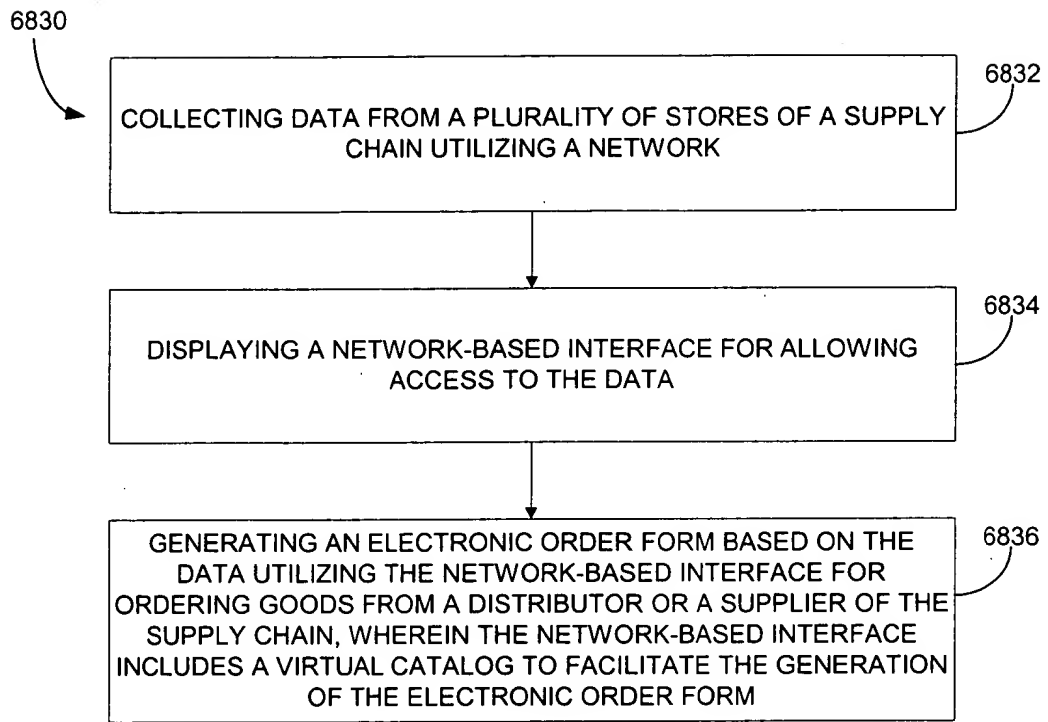 6830
6832
COLLECTING DATA FROM A PLURALITY OF STORES OF A SUPPLY
CHAIN UTILIZING A NETWORK
6834
DISPLAYING A NETWORK-BASED INTERFACE FOR ALLOWING
ACCESS TO THE DATA
6836
GENERATING AN ELECTRONIC ORDER FORM BASED ON THE
DATA UTILIZING THE NETWORK-BASED INTERFACE FOR
ORDERING GOODS FROM A DISTRIBUTOR OR A SUPPLIER OF THE
SUPPLY CHAIN, WHEREIN THE NETWORK-BASED INTERFACE
INCLUDES A VIRTUAL CATALOG TO FACILITATE THE GENERATION
OF THE ELECTRONIC ORDER FORM